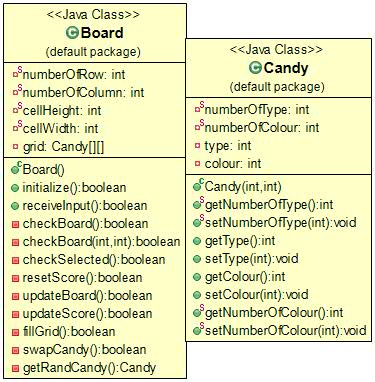 <<Java Class>>
Board
(default package)
numberOfRow: int
numberOfColumn: int
cellHeight: int
cellWidth: int
grid: Candy[][]
Board()
initialize():boolean
receiveInput():boolean
checkBoard():boolean
checkBoard(int,int):boolean
checkSelected():boolean
resetScore():boolean
updateBoard():boolean
updateScore():boolean
fillGrid():boolean
swapCandy():boolean
getRandCandy():Candy
<<Java Class>>
Candy
(default package)
numberOfType: int
numberOfColour: int
type: int
colour: int
Candy(int,int)
getNumberOfType():int
setNumberOfType(int):void
getType():int
setType(int):void
getColour():int
setColour(int):void
getNumberOfColour():int
setNumberOfColour(int):void